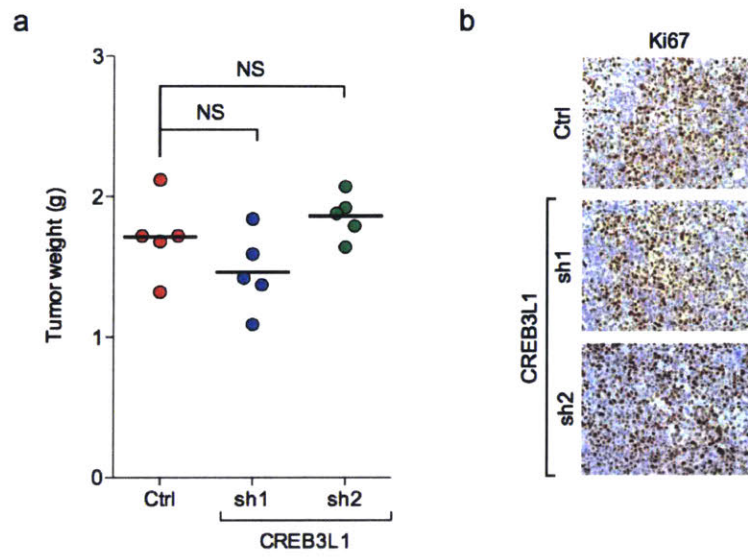 a
3
2
1
0
Tumor weight (g)
NS
NS
Ctrl
sh1
sh2
CREB3L1
b
Ki67
Ctrl
sh1
sh2
CREB3L1